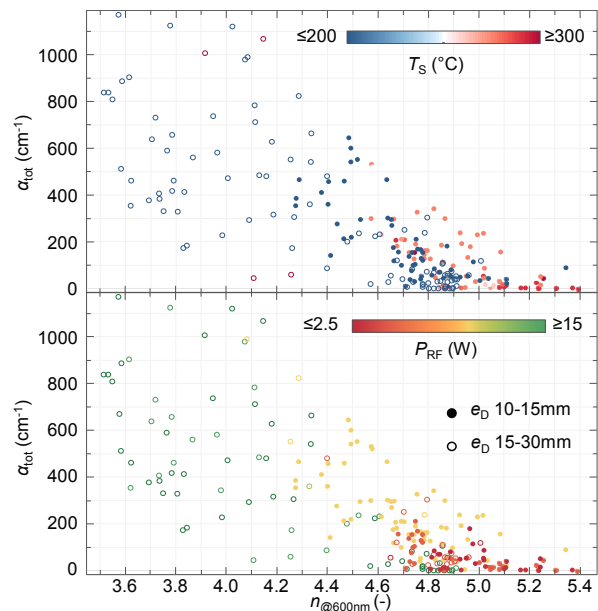 ≤200 ≥300
T_S (°C)
α_tot (cm⁻¹)
1000
800
600
400
200
0
≤2.5 ≥15
P_RF (W)
e_D 10-15mm
e_D 15-30mm
α_tot (cm⁻¹)
1000
800
600
400
200
0
3.6 3.8 4.0 4.2 4.4 4.6 4.8 5.0 5.2 5.4
n_@600nm (-)